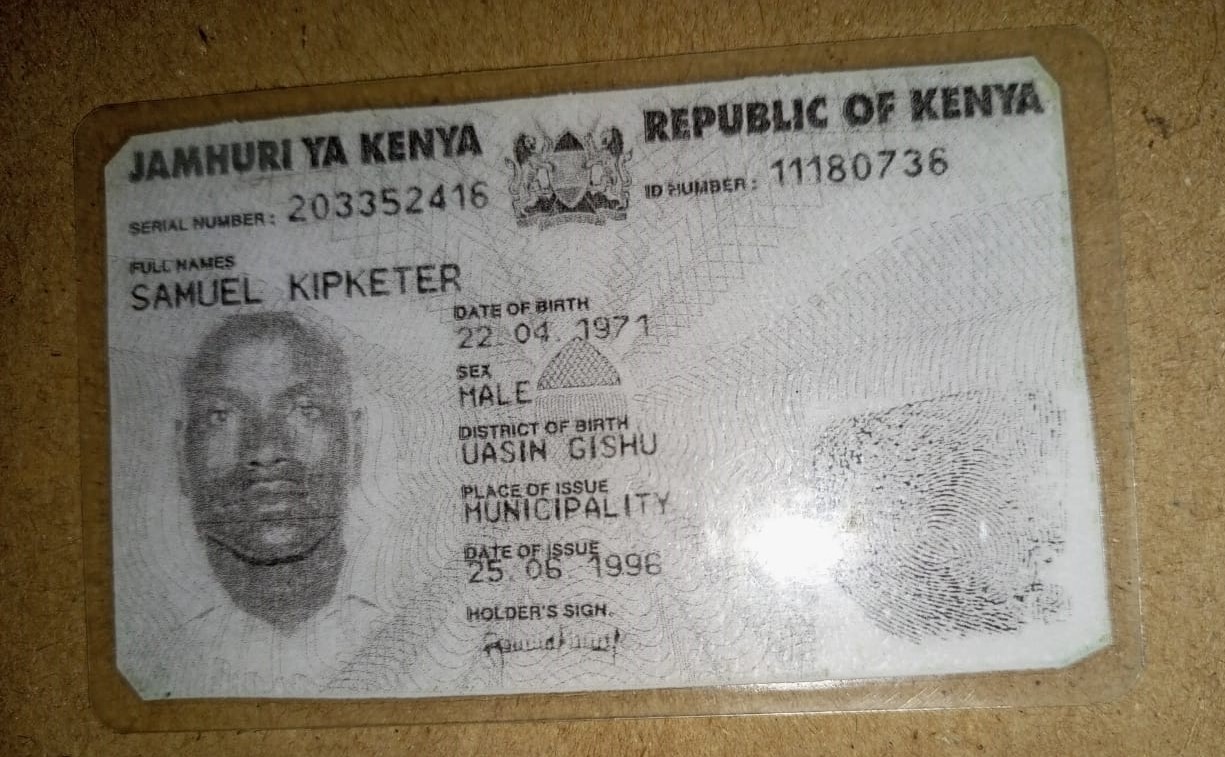 JAMHURI YA KENYA
REPUBLIC OF KENYA
SERIAL NUMBER: 203352416
ID NUMBER: 11180736
FULL NAMES
SAMUEL KIPKETER
DATE OF BIRTH
22. 04. 1971
SEX
MALE
DISTRICT OF BIRTH
UASIN GISHU
PLACE OF ISSUE
MUNICIPALITY
DATE OF ISSUE
25. 06. 1996
HOLDER'S SIGN.